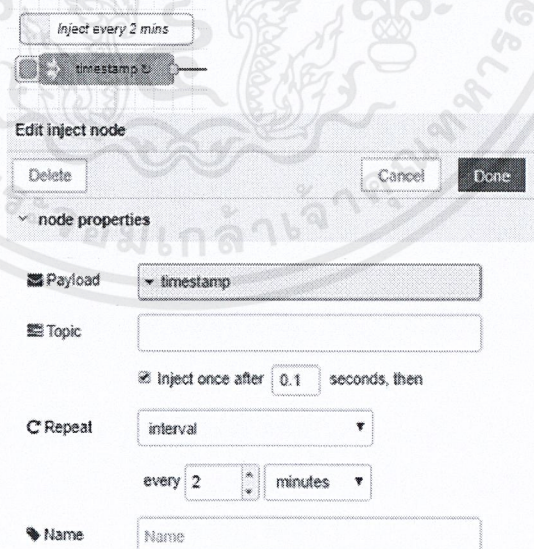 Inject every 2 mins
timestamp ↻
Edit inject node
Delete Cancel Done
node properties
Payload timestamp
Topic
Inject once after 0.1 seconds, then
Repeat interval
every 2 minutes
Name Name